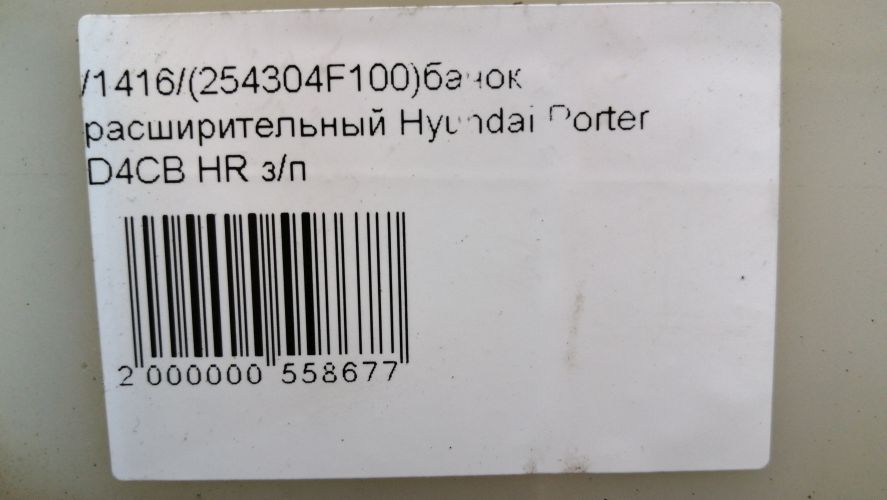 /1416/(254304F100)бачок
расширительный Hyundai Porter
D4CB HR з/п
2 000000 558677